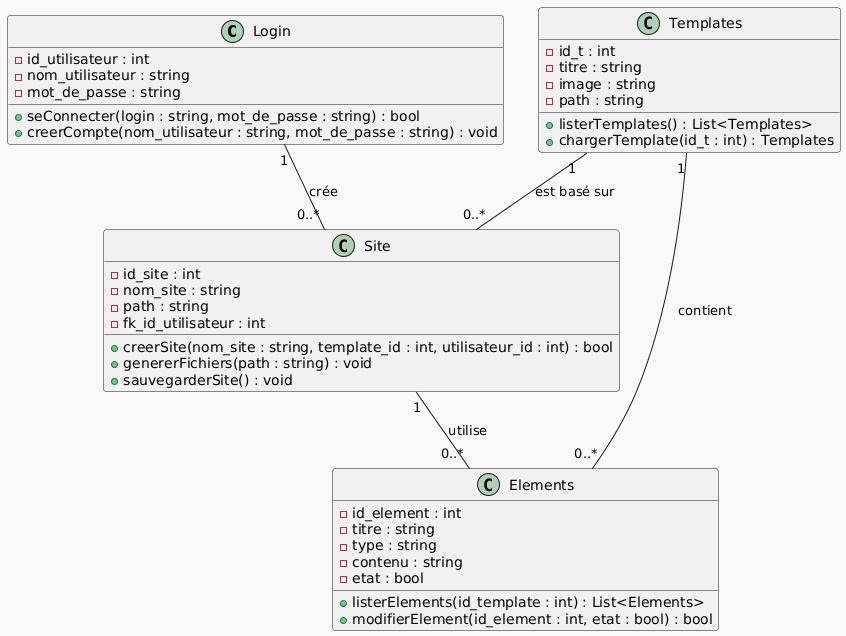 C Login
id_utilisateur : int
nom_utilisateur : string
mot_de_passe : string
seConnecter(login : string, mot_de_passe : string) : bool
creerCompte(nom_utilisateur : string, mot_de_passe : string) : void
C Templates
id_t : int
titre : string
image : string
path : string
listerTemplates() : List<Templates>
chargerTemplate(id_t : int) : Templates
1
crée
0..*
1
est basé sur
0..*
1
contient
0..*
C Site
id_site : int
nom_site : string
path : string
fk_id_utilisateur : int
creerSite(nom_site : string, template_id : int, utilisateur_id : int) : bool
genererFichiers(path : string) : void
sauvegarderSite() : void
1
utilise
0..*
C Elements
id_element : int
titre : string
type : string
contenu : string
etat : bool
listerElements(id_template : int) : List<Elements>
modifierElement(id_element : int, etat : bool) : bool